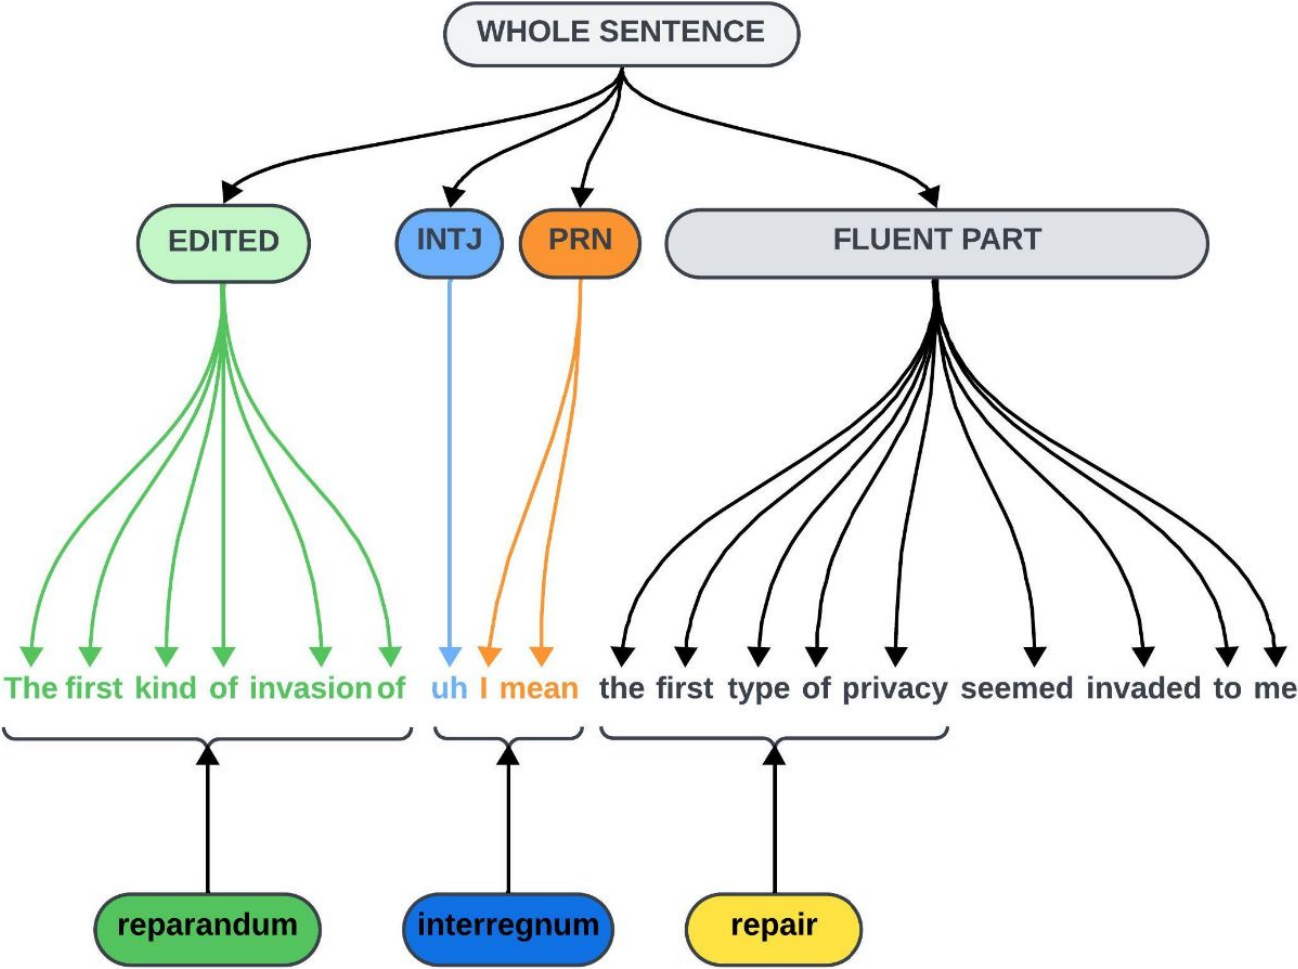 WHOLE SENTENCE
EDITED INTJ PRN FLUENT PART
The first kind of invasion of uh I mean the first type of privacy seemed invaded to me
reparandum interregnum repair